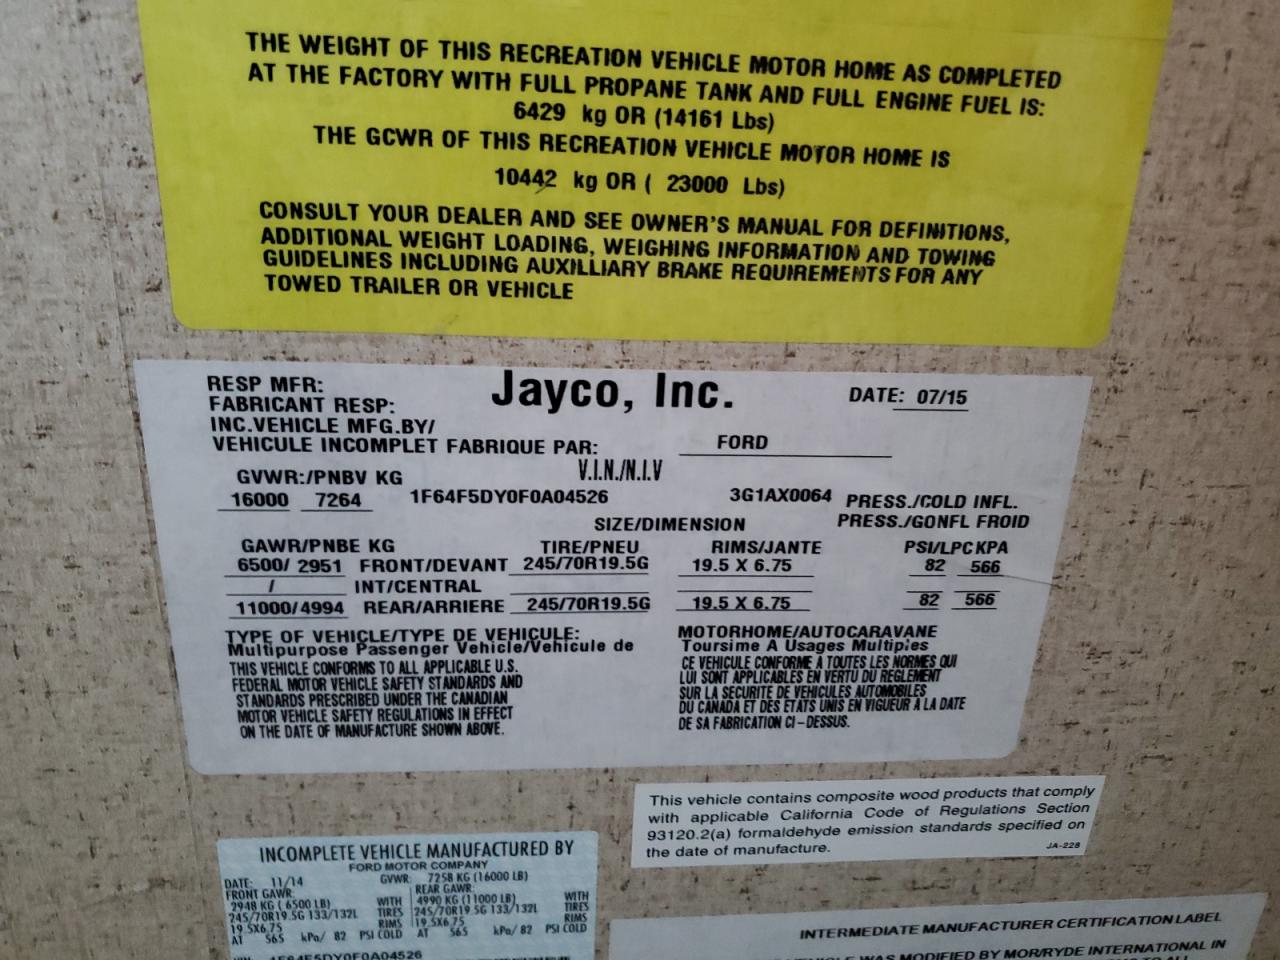 THE WEIGHT OF THIS RECREATION VEHICLE MOTOR HOME AS COMPLETED
AT THE FACTORY WITH FULL PROPANE TANK AND FULL ENGINE FUEL IS:
6429 kg OR (14161 Lbs)
THE GCWR OF THIS RECREATION VEHICLE MOTOR HOME IS
10442 kg OR ( 23000 Lbs)
CONSULT YOUR DEALER AND SEE OWNER'S MANUAL FOR DEFINITIONS,
ADDITIONAL WEIGHT LOADING, WEIGHING INFORMATION AND TOWING
GUIDELINES INCLUDING AUXILLIARY BRAKE REQUIREMENTS FOR ANY
TOWED TRAILER OR VEHICLE
RESP MFR: Jayco, Inc. DATE: 07/15
FABRICANT RESP:
INC.VEHICLE MFG.BY/
VEHICULE INCOMPLET FABRIQUE PAR: FORD
GVWR:/PNBV KG V.I.N./N.I.V
16000 7264 1F64F5DY0F0A04526 3G1AX0064 PRESS./COLD INFL.
SIZE/DIMENSION PRESS./GONFL FROID
GAWR/PNBE KG TIRE/PNEU RIMS/JANTE PSI/LPC KPA
6500/ 2951 FRONT/DEVANT 245/70R19.5G 19.5 X 6.75 82 566
/ INT/CENTRAL
11000/4994 REAR/ARRIERE 245/70R19.5G 19.5 X 6.75 82 566
TYPE OF VEHICLE/TYPE DE VEHICULE: MOTORHOME/AUTOCARAVANE
Multipurpose Passenger Vehicle/Vehicule de Toursime A Usages Multiples
THIS VEHICLE CONFORMS TO ALL APPLICABLE U.S.
FEDERAL MOTOR VEHICLE SAFETY STANDARDS AND
STANDARDS PRESCRIBED UNDER THE CANADIAN
MOTOR VEHICLE SAFETY REGULATIONS IN EFFECT
ON THE DATE OF MANUFACTURE SHOWN ABOVE.
CE VEHICULE CONFORME A TOUTES LES NORMES QUI
LUI SONT APPLICABLES EN VERTU DU REGLEMENT
SUR LA SECURITE DE VEHICULES AUTOMOBILES
DU CANADA ET DES ETATS UNIS EN VIGUEUR A LA DATE
DE SA FABRICATION CI-DESSUS.
This vehicle contains composite wood products that comply
with applicable California Code of Regulations Section
93120.2(a) formaldehyde emission standards specified on
the date of manufacture. JA-228
INCOMPLETE VEHICLE MANUFACTURED BY
FORD MOTOR COMPANY
DATE: 11/14 GVWR: 7258 KG (16000 LB)
FRONT GAWR: REAR GAWR:
2948 KG ( 6500 LB) WITH 4990 KG (11000 LB) WITH
245/70R19.5G 133/132L TIRES 245/70R19.5G 133/132L TIRES
19.5X6.75 RIMS 19.5X6.75 RIMS
AT 565 kPa/ 82 PSI COLD AT 565 kPa/ 82 PSI COLD
1F64F5DY0F0A04526
INTERMEDIATE MANUFACTURER CERTIFICATION LABEL
WAS MODIFIED BY MOR/RYDE INTERNATIONAL IN